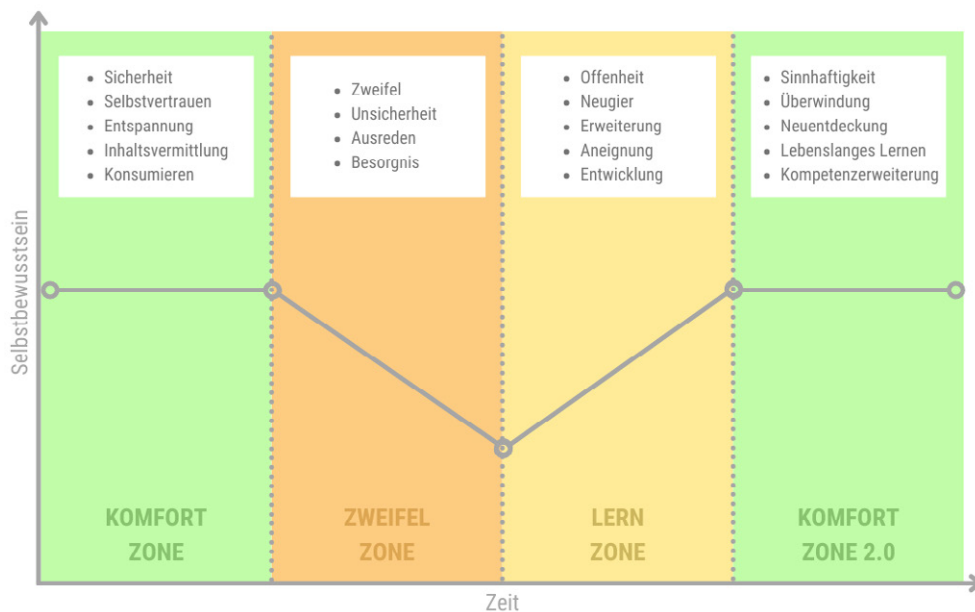 Selbstbewusstsein
• Sicherheit
• Selbstvertrauen
• Entspannung
• Inhaltsvermittlung
• Konsumieren
• Zweifel
• Unsicherheit
• Ausreden
• Besorgnis
• Offenheit
• Neugier
• Erweiterung
• Aneignung
• Entwicklung
• Sinnhaftigkeit
• Überwindung
• Neuentdeckung
• Lebenslanges Lernen
• Kompetenzerweiterung
KOMFORT
ZONE
ZWEIFEL
ZONE
LERN
ZONE
KOMFORT
ZONE 2.0
Zeit